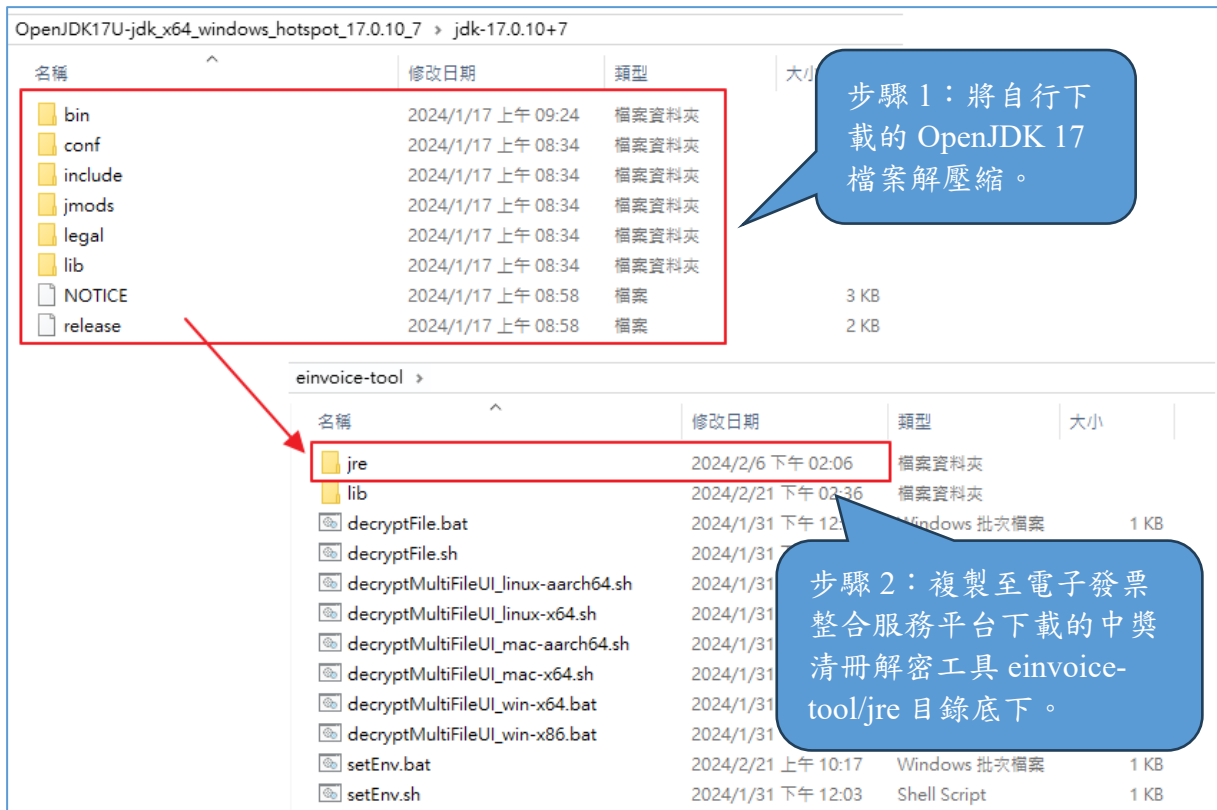 OpenJDK17U-jdk_x64_windows_hotspot_17.0.10_7 › jdk-17.0.10+7
名稱 修改日期 類型 大小
bin 2024/1/17 上午 09:24 檔案資料夾
conf 2024/1/17 上午 08:34 檔案資料夾
include 2024/1/17 上午 08:34 檔案資料夾
jmods 2024/1/17 上午 08:34 檔案資料夾
legal 2024/1/17 上午 08:34 檔案資料夾
lib 2024/1/17 上午 08:34 檔案資料夾
NOTICE 2024/1/17 上午 08:58 檔案 3 KB
release 2024/1/17 上午 08:58 檔案 2 KB
步驟 1：將自行下
載的 OpenJDK 17
檔案解壓縮。
einvoice-tool ›
名稱 修改日期 類型 大小
jre 2024/2/6 下午 02:06 檔案資料夾
lib 2024/2/21 下午 02:36 檔案資料夾
decryptFile.bat 2024/1/31 下午 12: Windows 批次檔案 1 KB
decryptFile.sh 2024/1/31
decryptMultiFileUI_linux-aarch64.sh 2024/1/31
decryptMultiFileUI_linux-x64.sh 2024/1/31
decryptMultiFileUI_mac-aarch64.sh 2024/1/31
decryptMultiFileUI_mac-x64.sh 2024/1/31
decryptMultiFileUI_win-x64.bat 2024/1/31
decryptMultiFileUI_win-x86.bat 2024/1/31
setEnv.bat 2024/2/21 上午 10:17 Windows 批次檔案 1 KB
setEnv.sh 2024/1/31 下午 12:03 Shell Script 1 KB
步驟 2：複製至電子發票
整合服務平台下載的中獎
清冊解密工具 einvoice-
tool/jre 目錄底下。